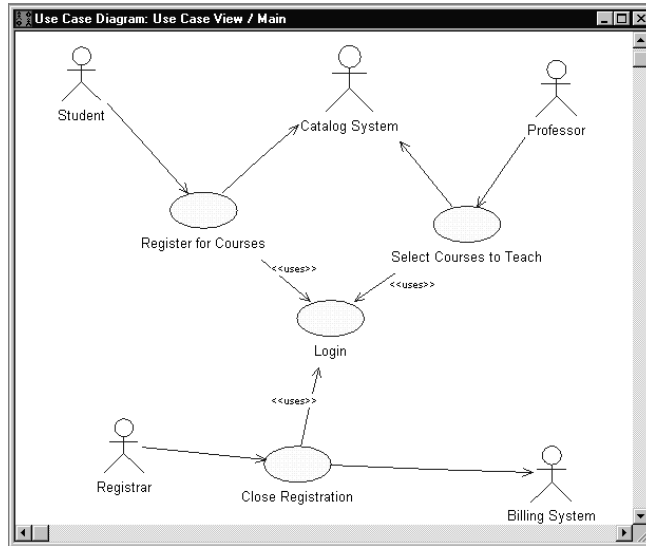 Use Case Diagram: Use Case View / Main
Student
Catalog System
Professor
Register for Courses
Select Courses to Teach
<<uses>>
<<uses>>
Login
<<uses>>
Registrar
Close Registration
Billing System